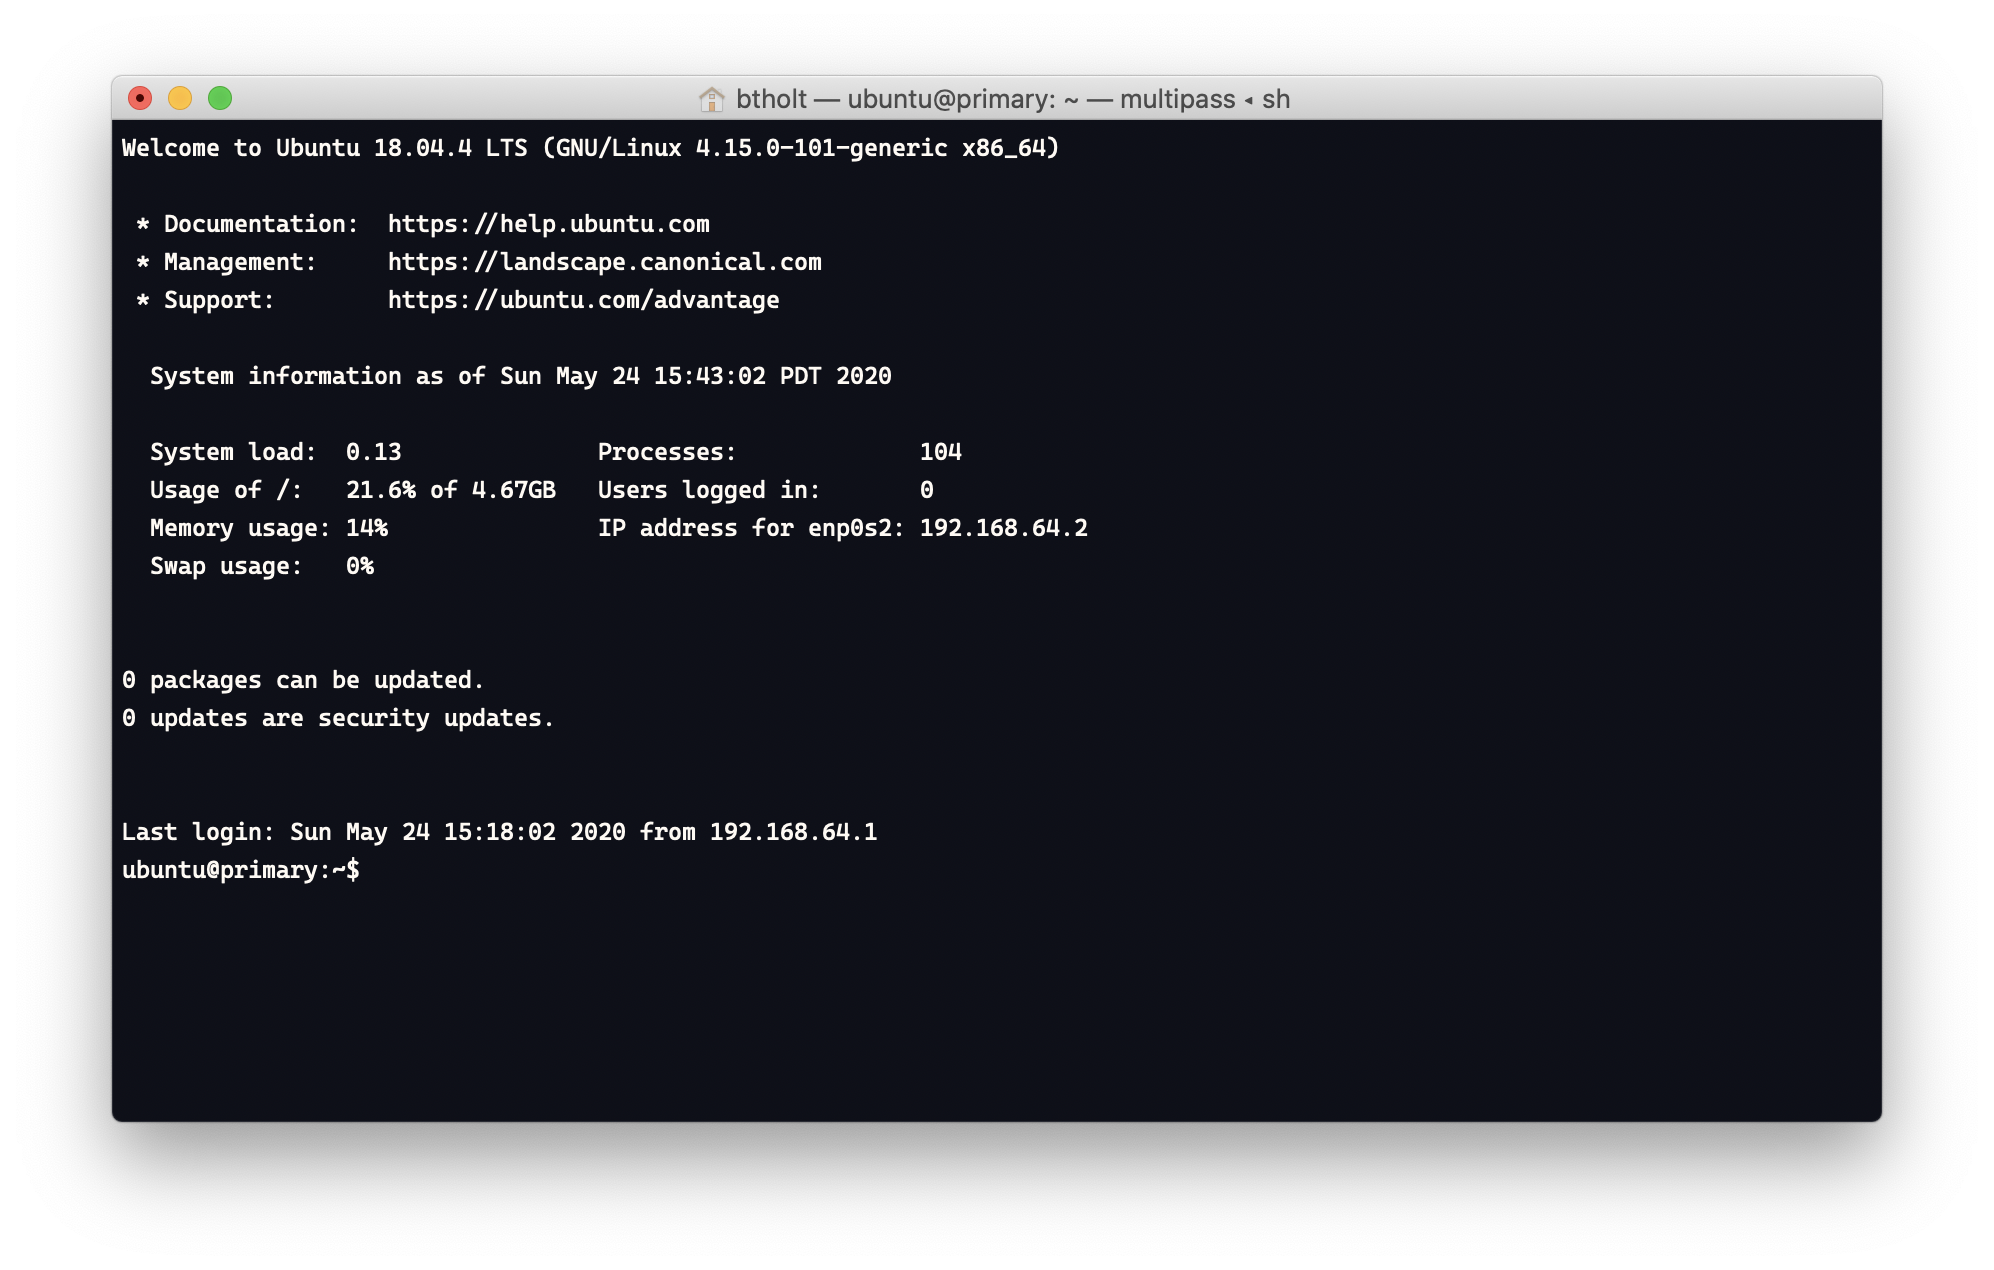 btholt — ubuntu@primary: ~ — multipass ◂ sh
Welcome to Ubuntu 18.04.4 LTS (GNU/Linux 4.15.0-101-generic x86_64)
* Documentation:  https://help.ubuntu.com
* Management:     https://landscape.canonical.com
* Support:        https://ubuntu.com/advantage
System information as of Sun May 24 15:43:02 PDT 2020
System load:  0.13              Processes:             104
Usage of /:   21.6% of 4.67GB   Users logged in:       0
Memory usage: 14%               IP address for enp0s2: 192.168.64.2
Swap usage:   0%
0 packages can be updated.
0 updates are security updates.
Last login: Sun May 24 15:18:02 2020 from 192.168.64.1
ubuntu@primary:~$